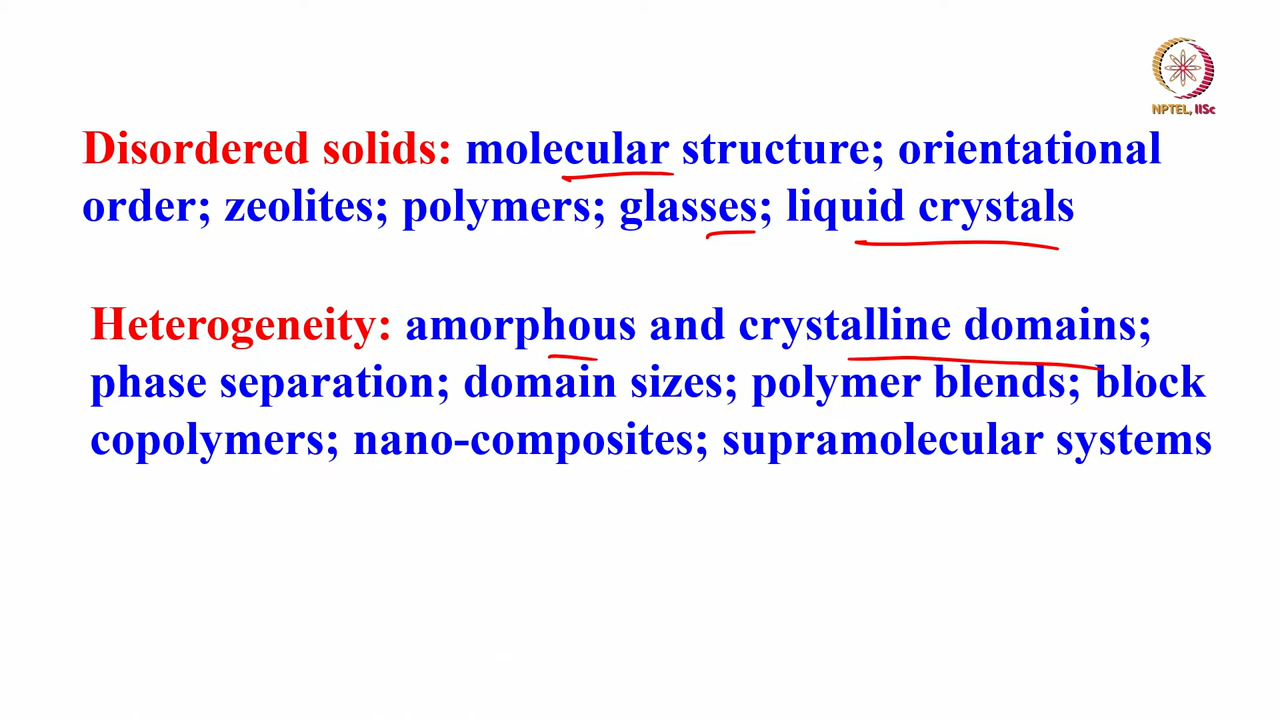 NPTEL, IISc
Disordered solids: molecular structure; orientational
order; zeolites; polymers; glasses; liquid crystals
Heterogeneity: amorphous and crystalline domains;
phase separation; domain sizes; polymer blends; block
copolymers; nano-composites; supramolecular systems